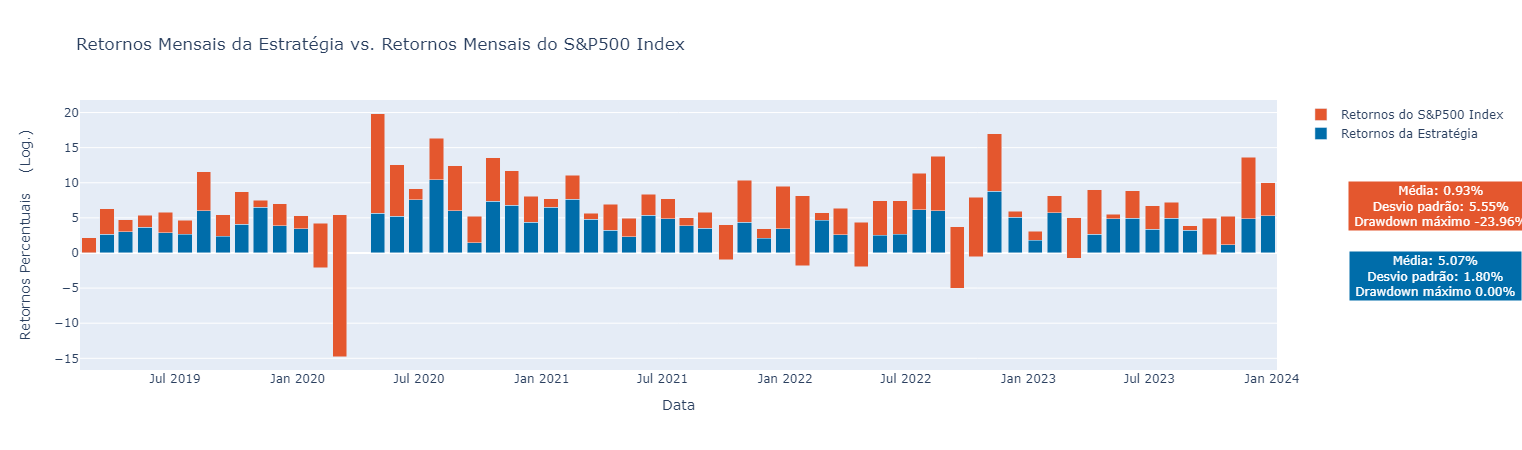 Retornos Mensais da Estratégia vs. Retornos Mensais do S&P500 Index
Retornos Percentuais (Log.)
20
15
10
5
0
−5
−10
−15
Jul 2019
Jan 2020
Jul 2020
Jan 2021
Jul 2021
Jan 2022
Jul 2022
Jan 2023
Jul 2023
Jan 2024
Data
Retornos do S&P500 Index
Retornos da Estratégia
Média: 0.93%
Desvio padrão: 5.55%
Drawdown máximo -23.96%
Média: 5.07%
Desvio padrão: 1.80%
Drawdown máximo 0.00%